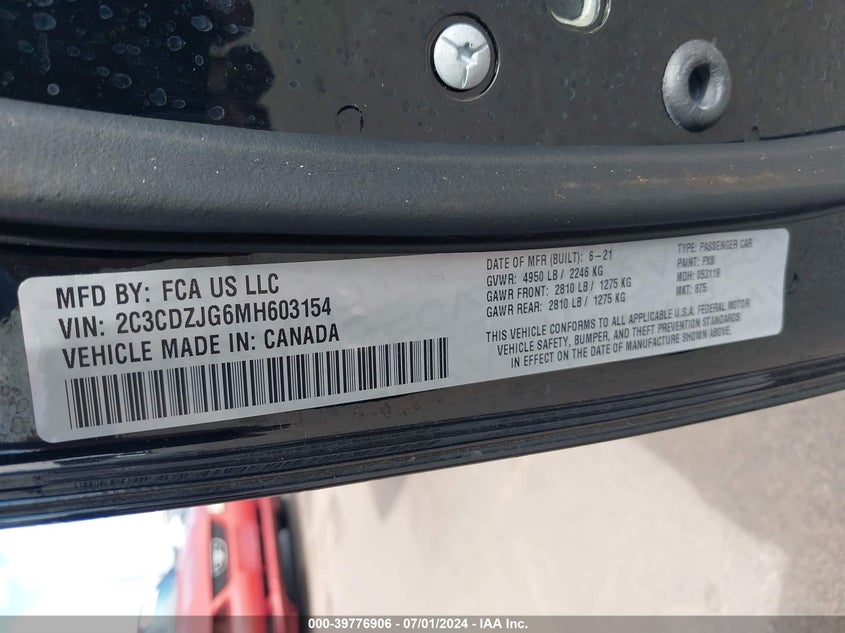 MFD BY: FCA US LLC
VIN: 2C3CDZJG6MH603154
VEHICLE MADE IN: CANADA
DATE OF MFR (BUILT): 6-21
GVWR: 4950 LB / 2246 KG
GAWR FRONT: 2810 LB / 1275 KG
GAWR REAR: 2810 LB / 1275 KG
TYPE: PASSENGER CAR
PAINT: PXB
MDH: 053119
MKT: 875
THIS VEHICLE CONFORMS TO ALL APPLICABLE U.S.A. FEDERAL MOTOR
VEHICLE SAFETY, BUMPER, AND THEFT PREVENTION STANDARDS
IN EFFECT ON THE DATE OF MANUFACTURE SHOWN ABOVE.
000-39776906 - 07/01/2024 - IAA Inc.